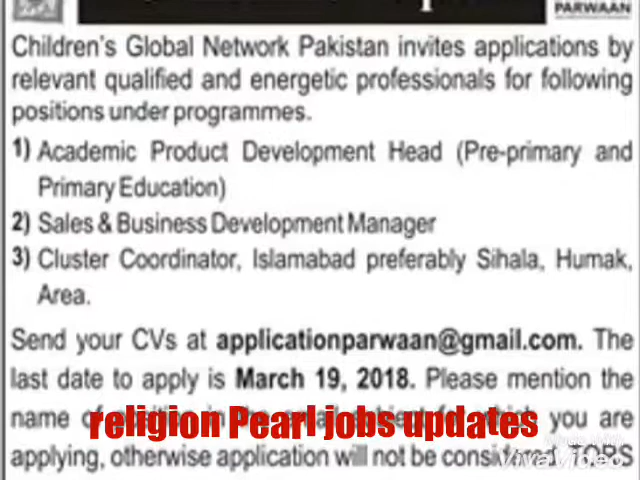 PARWAAN
Children's Global Network Pakistan invites applications by
relevant qualified and energetic professionals for following
positions under programmes.
1) Academic Product Development Head (Pre-primary and
Primary Education)
2) Sales & Business Development Manager
3) Cluster Coordinator, Islamabad preferably Sihala, Humak,
Area.
Send your CVs at applicationparwaan@gmail.com. The
last date to apply is March 19, 2018. Please mention the
name of you are
religion Pearl jobs updates
applying, otherwise application will not be TORS
VivaVideo